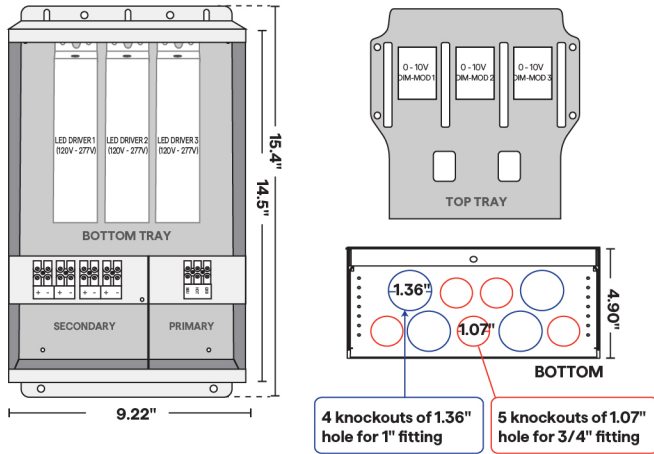 LED DRIVER 1
(120V - 277V)
LED DRIVER 2
(120V - 277V)
LED DRIVER 3
(120V - 277V)
BOTTOM TRAY
+ - + - + - + -
SECONDARY
PRIMARY
15.4"
14.5"
9.22"
0 - 10V
DIM-MOD 1
0 - 10V
DIM-MOD 2
0 - 10V
DIM-MOD 3
TOP TRAY
1.36"
1.07"
4.90"
BOTTOM
4 knockouts of 1.36"
hole for 1" fitting
5 knockouts of 1.07"
hole for 3/4" fitting